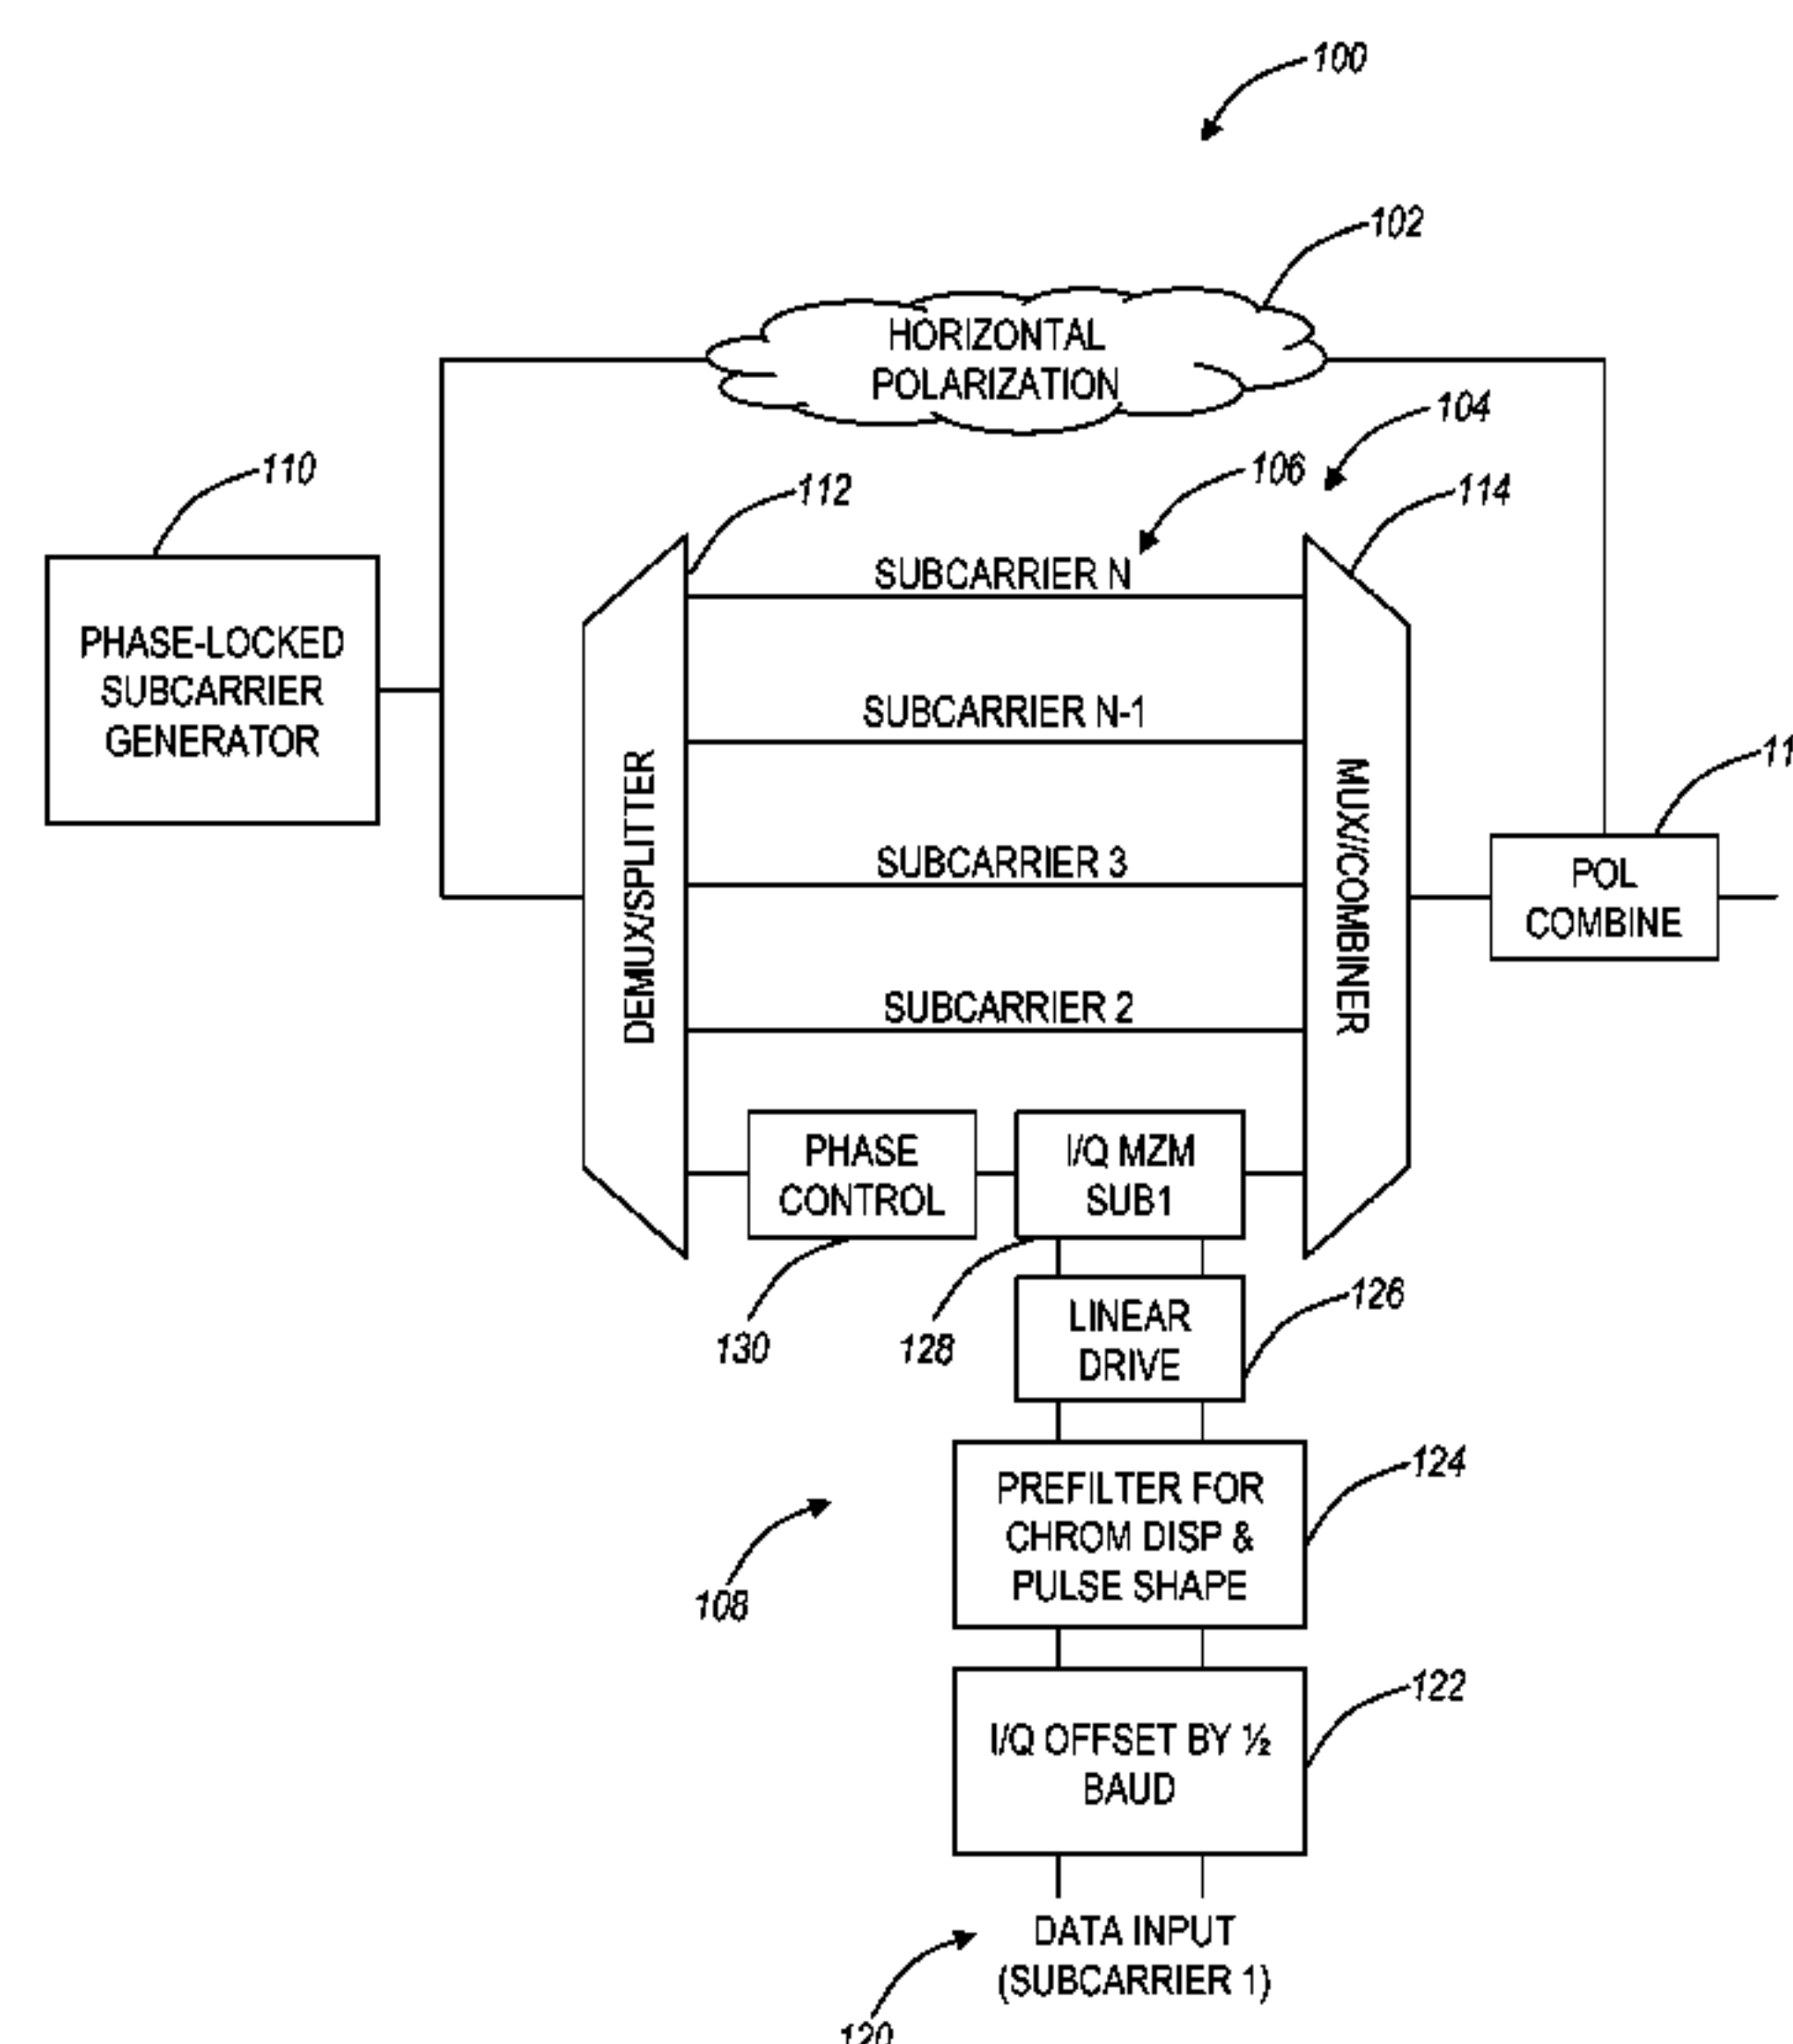 100
102
HORIZONTAL
POLARIZATION
104
106
110
112
114
SUBCARRIER N
PHASE-LOCKED
SUBCARRIER
GENERATOR
SUBCARRIER N-1
DEMUX/SPLITTER
MUX//COMBINER
11
SUBCARRIER 3
POL
COMBINE
SUBCARRIER 2
PHASE
CONTROL
I/Q MZM
SUB1
130
128
126
LINEAR
DRIVE
124
PREFILTER FOR
CHROM DISP &
PULSE SHAPE
108
122
I/Q OFFSET BY ½
BAUD
DATA INPUT
(SUBCARRIER 1)
120